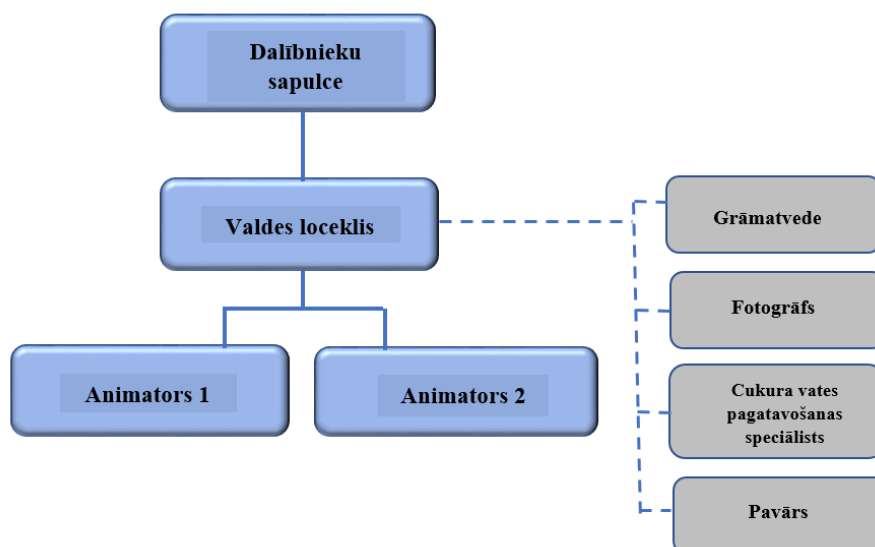 Dalībnieku
sapulce
Valdes loceklis
Grāmatvede
Fotogrāfs
Animators 1
Animators 2
Cukura vates
pagatavošanas
speciālists
Pavārs